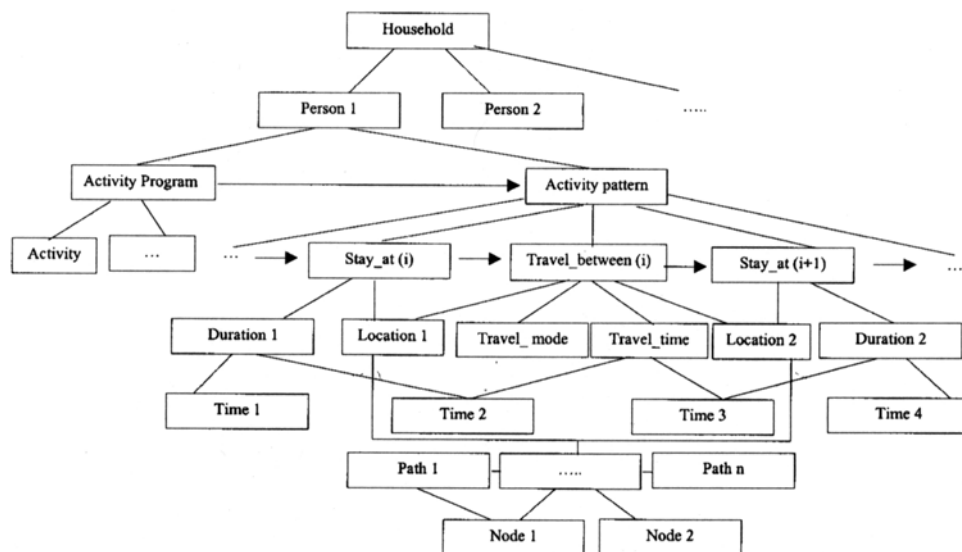 Household
Person 1
Person 2
.....
Activity Program
Activity pattern
Activity
...
...
Stay_at (i)
Travel_between (i)
Stay_at (i+1)
...
Duration 1
Location 1
Travel_ mode
Travel_time
Location 2
Duration 2
Time 1
Time 2
Time 3
Time 4
Path 1
.....
Path n
Node 1
Node 2